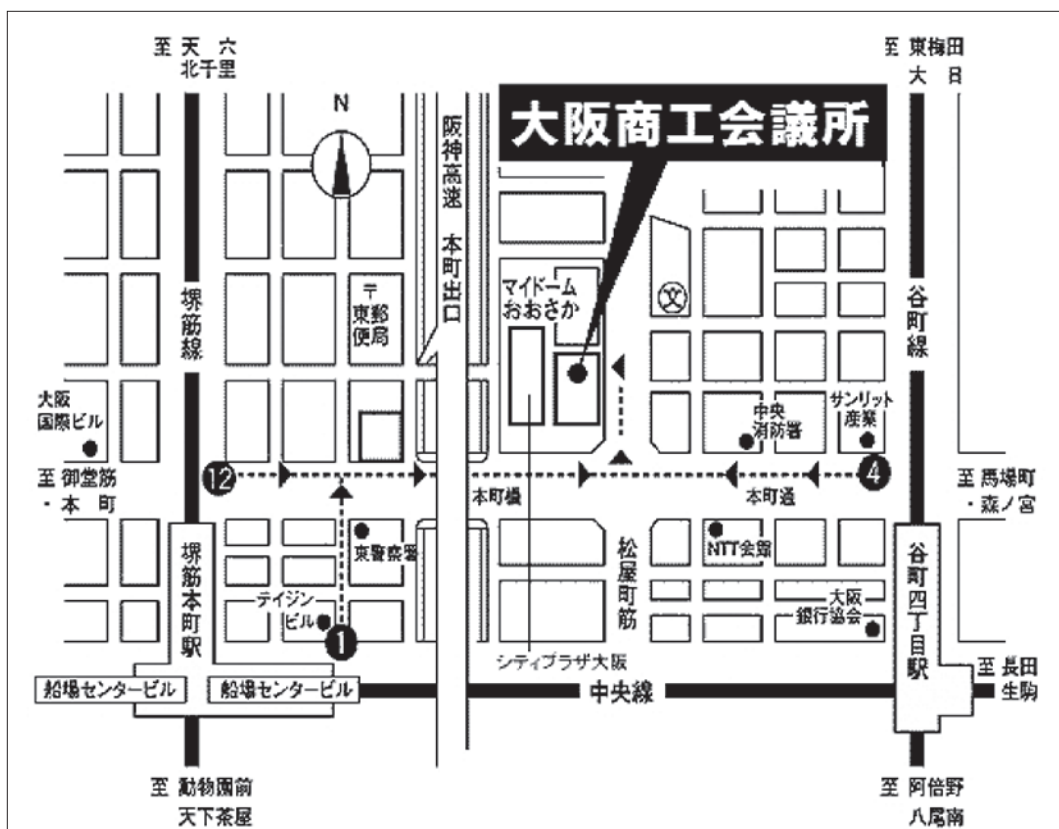 至 天 六
北千里
至 東梅田
大 日
N
大阪商工会議所
阪神高速 本町出口
堺筋線
〒
東郵
便局
マイドーム
おおさか
文
谷町線
大阪
国際ビル
中央
消防署
サンリット
産業
至 御堂筋
・本 町
12
4
本町橋
本町通
至 馬場町
・森ノ宮
東警察署
NTT会館
堺筋本町駅
松屋町筋
谷町四丁目駅
テイジン
ビル
1
大阪
銀行協会
シティプラザ大阪
船場センタービル
船場センタービル
中央線
至 長田
生駒
至 動物園前
天下茶屋
至 阿倍野
八尾南